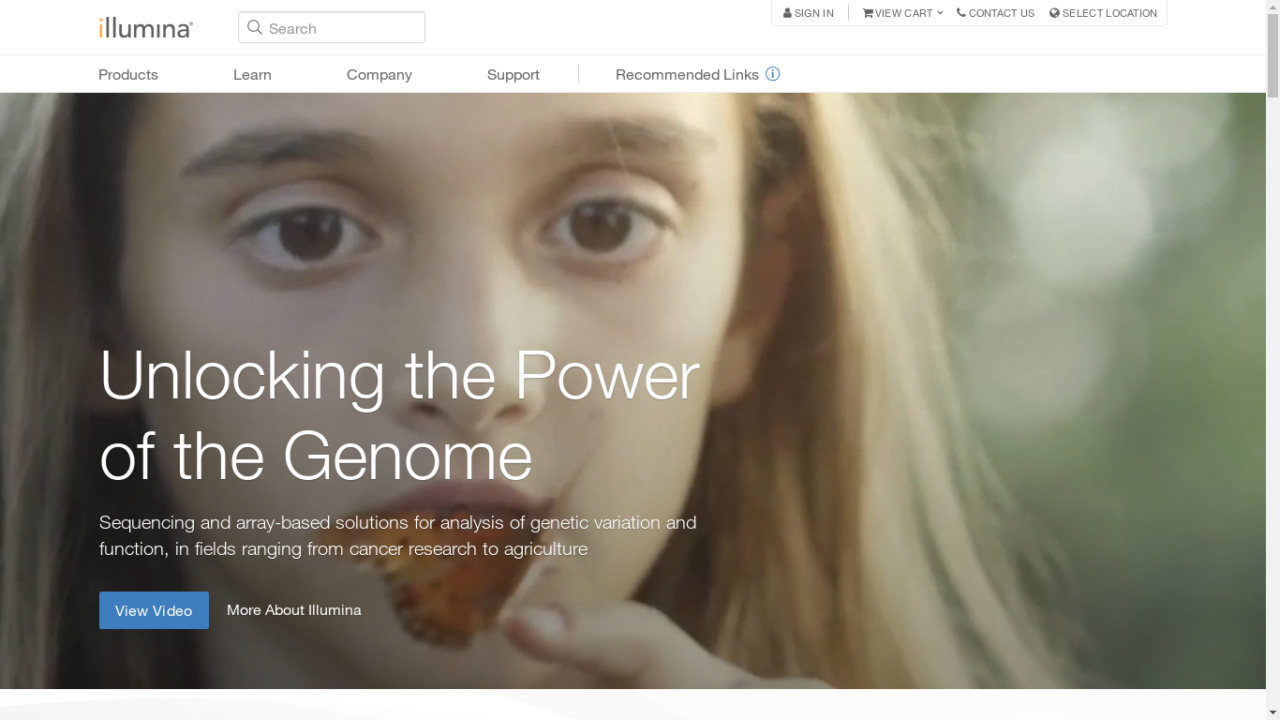 illumina®
Search
SIGN IN
VIEW CART
CONTACT US
SELECT LOCATION
Products
Learn
Company
Support
Recommended Links
Unlocking the Power
of the Genome
Sequencing and array-based solutions for analysis of genetic variation and
function, in fields ranging from cancer research to agriculture
View Video
More About Illumina